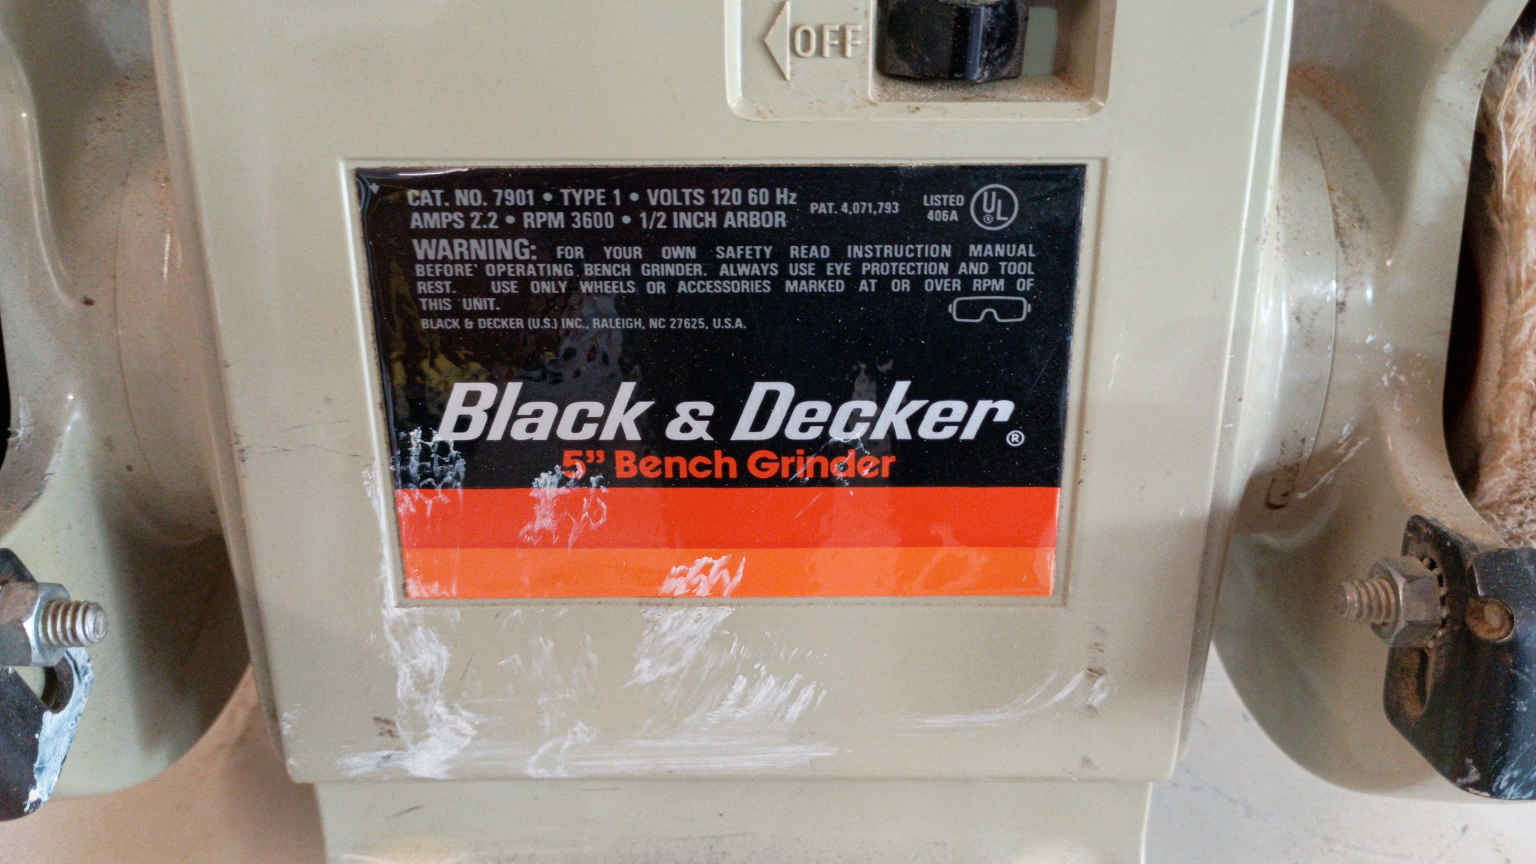 OFF
CAT. NO. 7901 • TYPE 1 • VOLTS 120 60 Hz
AMPS 2.2 • RPM 3600 • 1/2 INCH ARBOR
PAT. 4,071,793
LISTED
406A
UL
WARNING: FOR YOUR OWN SAFETY READ INSTRUCTION MANUAL
BEFORE OPERATING BENCH GRINDER. ALWAYS USE EYE PROTECTION AND TOOL
REST. USE ONLY WHEELS OR ACCESSORIES MARKED AT OR OVER RPM OF
THIS UNIT.
BLACK & DECKER (U.S.) INC., RALEIGH, NC 27625, U.S.A.
Black & Decker®
5” Bench Grinder